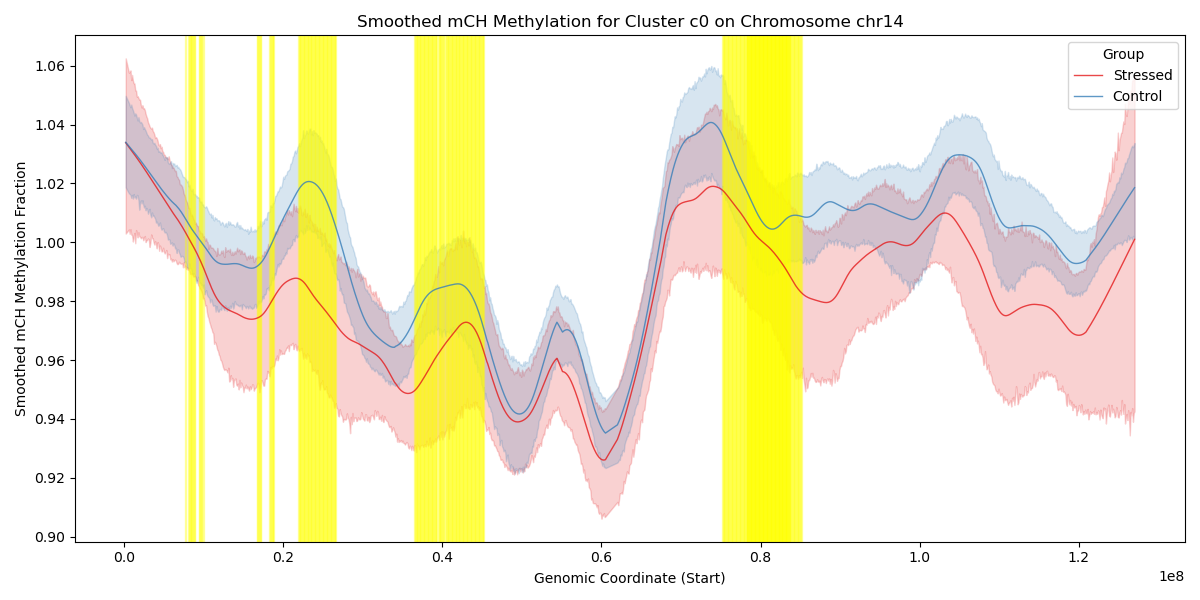 Smoothed mCH Methylation for Cluster c0 on Chromosome chr14
Group
Stressed
Control
Smoothed mCH Methylation Fraction
1.06
1.04
1.02
1.00
0.98
0.96
0.94
0.92
0.90
0.0
0.2
0.4
0.6
0.8
1.0
1.2
1e8
Genomic Coordinate (Start)